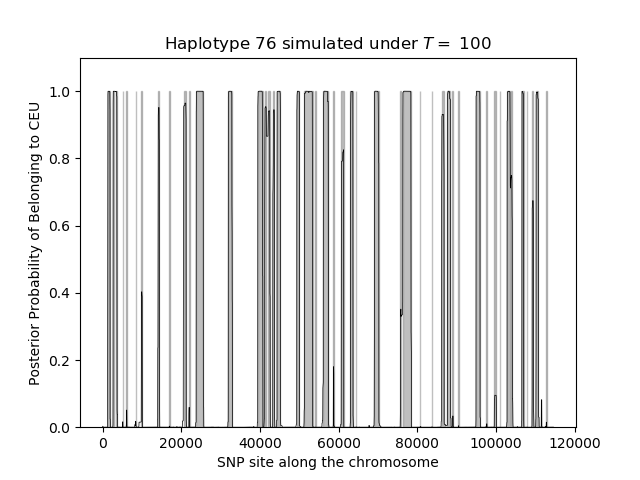 Haplotype 76 simulated under T = 100
Posterior Probability of Belonging to CEU
1.0
0.8
0.6
0.4
0.2
0.0
0 20000 40000 60000 80000 100000 120000
SNP site along the chromosome